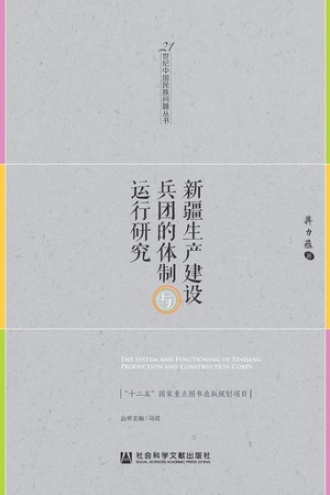 21世纪中国民族问题丛书
新疆生产建设
兵团的体制与
运行研究
蒋力蕴 著
THE SYSTEM AND FUNCTIONING OF XINJIANG
PRODUCTION AND CONSTRUCTION CORPS
“十二五”国家重点图书出版规划项目
丛书主编/马戎
社会科学文献出版社
SOCIAL SCIENCES ACADEMIC PRESS (CHINA)